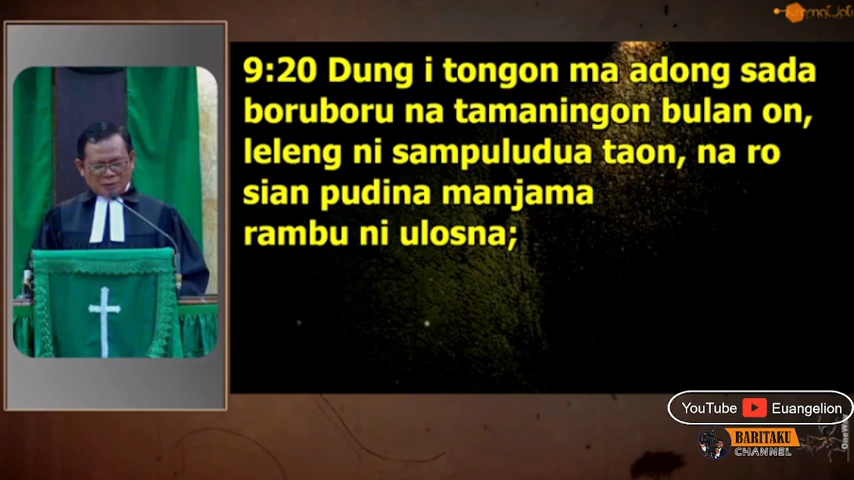 9:20 Dung i tongon ma adong sada
boruboru na tamaningon bulan on,
leleng ni sampuludua taon, na ro
sian pudina manjama
rambu ni ulosna;
YouTube Euangelion
BARITAKU
CHANNEL